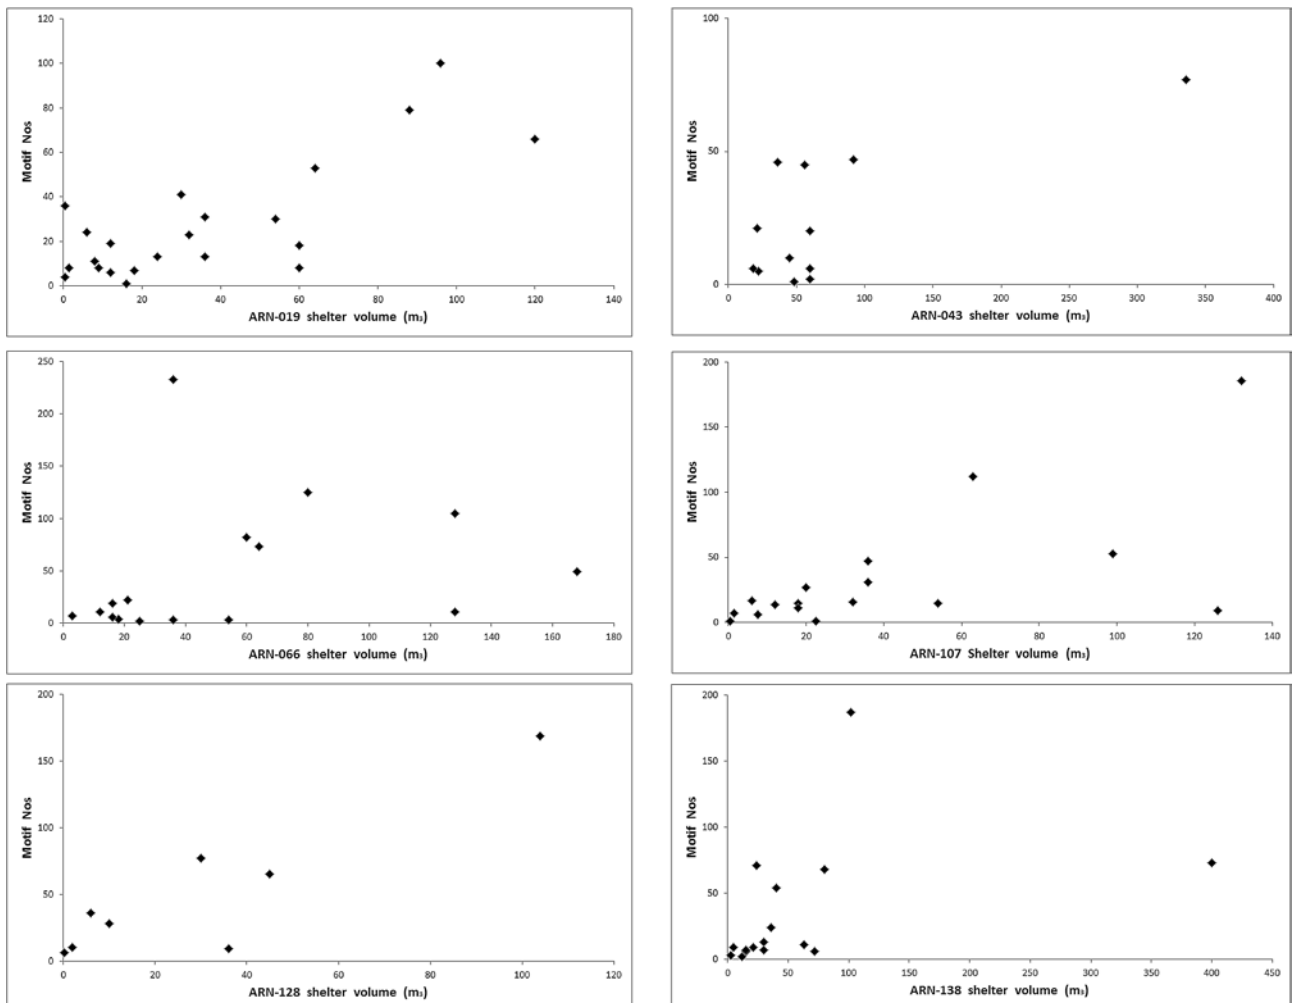 120
100
80
60
40
20
0
Motif Nos
0 20 40 60 80 100 120 140
ARN-019 shelter volume (m₃)
100
50
0
Motif Nos
0 50 100 150 200 250 300 350 400
ARN-043 shelter volume (m₃)
250
200
150
100
50
0
Motif Nos
0 20 40 60 80 100 120 140 160 180
ARN-066 shelter volume (m₃)
200
150
100
50
0
Motif Nos
0 20 40 60 80 100 120 140
ARN-107 Shelter volume (m₃)
200
150
100
50
0
Motif Nos
0 20 40 60 80 100 120
ARN-128 shelter volume (m₃)
200
150
100
50
0
Motif Nos
0 50 100 150 200 250 300 350 400 450
ARN-138 shelter volume (m₃)